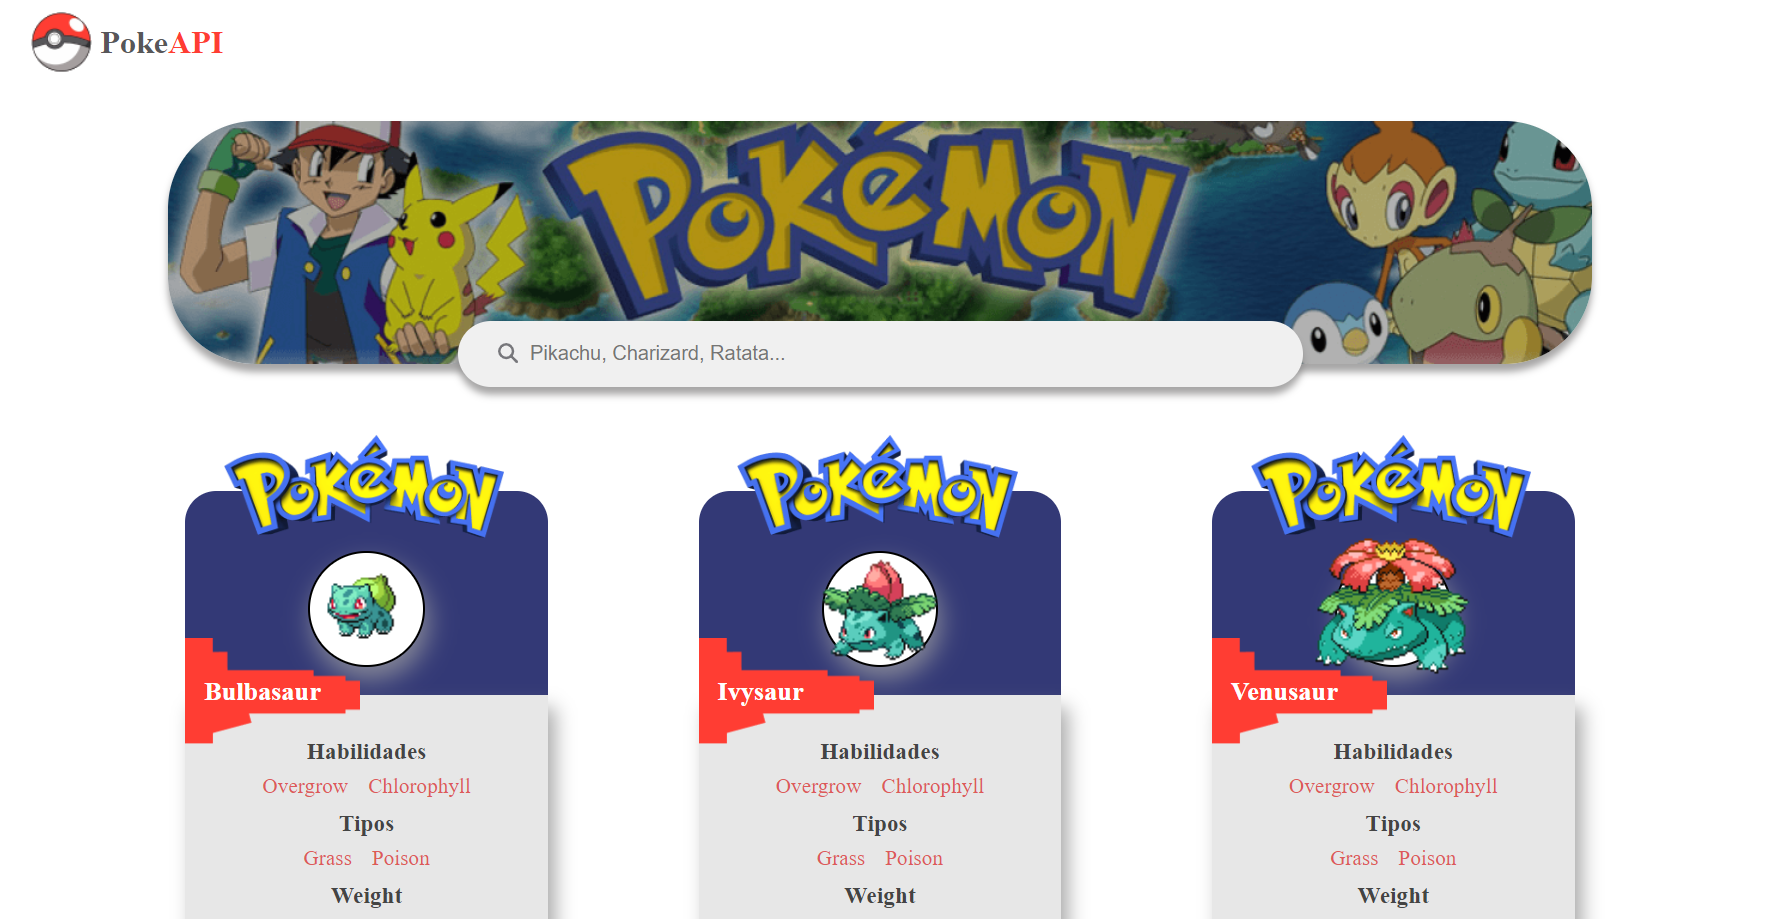 PokeAPI
POKéMON
Pikachu, Charizard, Ratata...
POKéMON
POKéMON
POKéMON
Bulbasaur
Ivysaur
Venusaur
Habilidades
Habilidades
Habilidades
Overgrow Chlorophyll
Overgrow Chlorophyll
Overgrow Chlorophyll
Tipos
Tipos
Tipos
Grass Poison
Grass Poison
Grass Poison
Weight
Weight
Weight